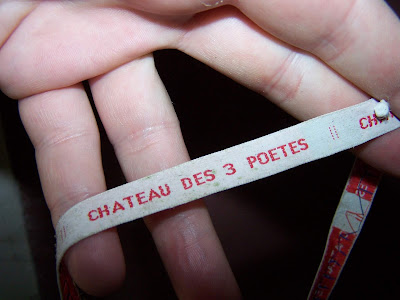 CHATEAU DES 3 POETES